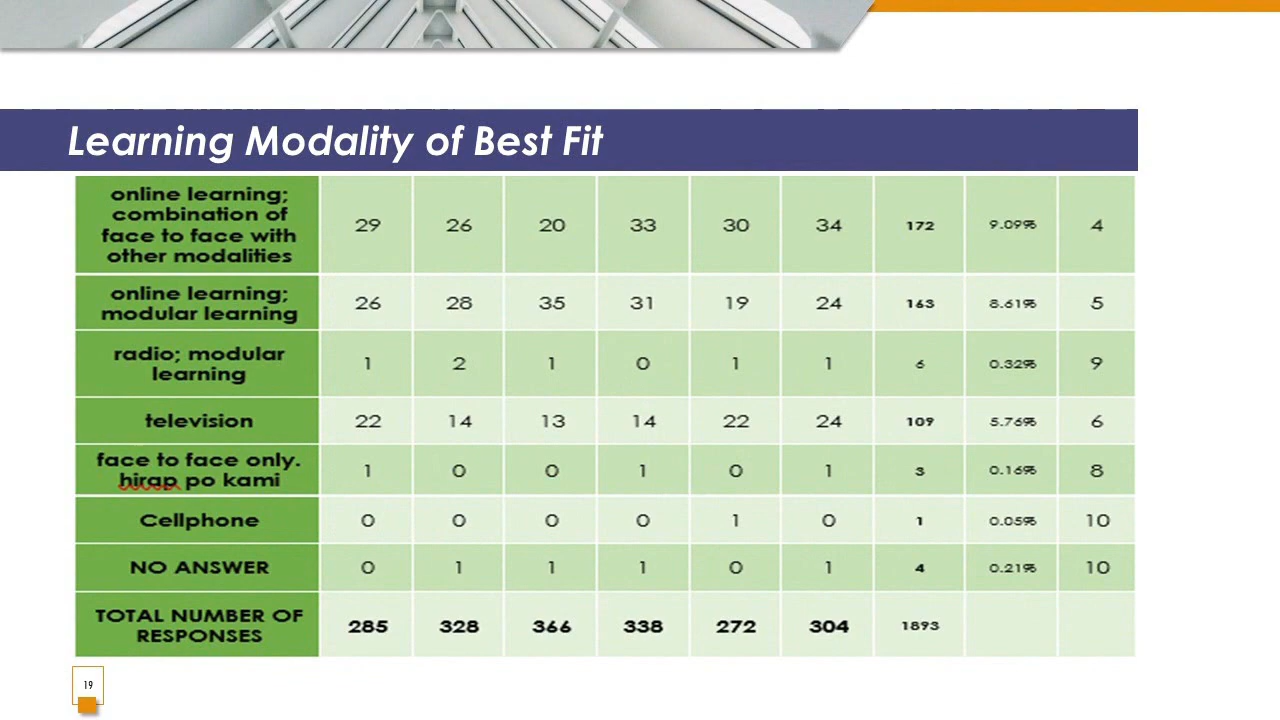 Learning Modality of Best Fit
online learning;
combination of
face to face with
other modalities
29 26 20 33 30 34 172 9.09% 4
online learning;
modular learning
26 28 35 31 19 24 163 8.61% 5
radio; modular
learning
1 2 1 0 1 1 6 0.32% 9
television
22 14 13 14 22 24 109 5.76% 6
face to face only.
hirap po kami
1 0 0 1 0 1 3 0.16% 8
Cellphone
0 0 0 0 1 0 1 0.05% 10
NO ANSWER
0 1 1 1 0 1 4 0.21% 10
TOTAL NUMBER OF
RESPONSES
285 328 366 338 272 304 1893
19